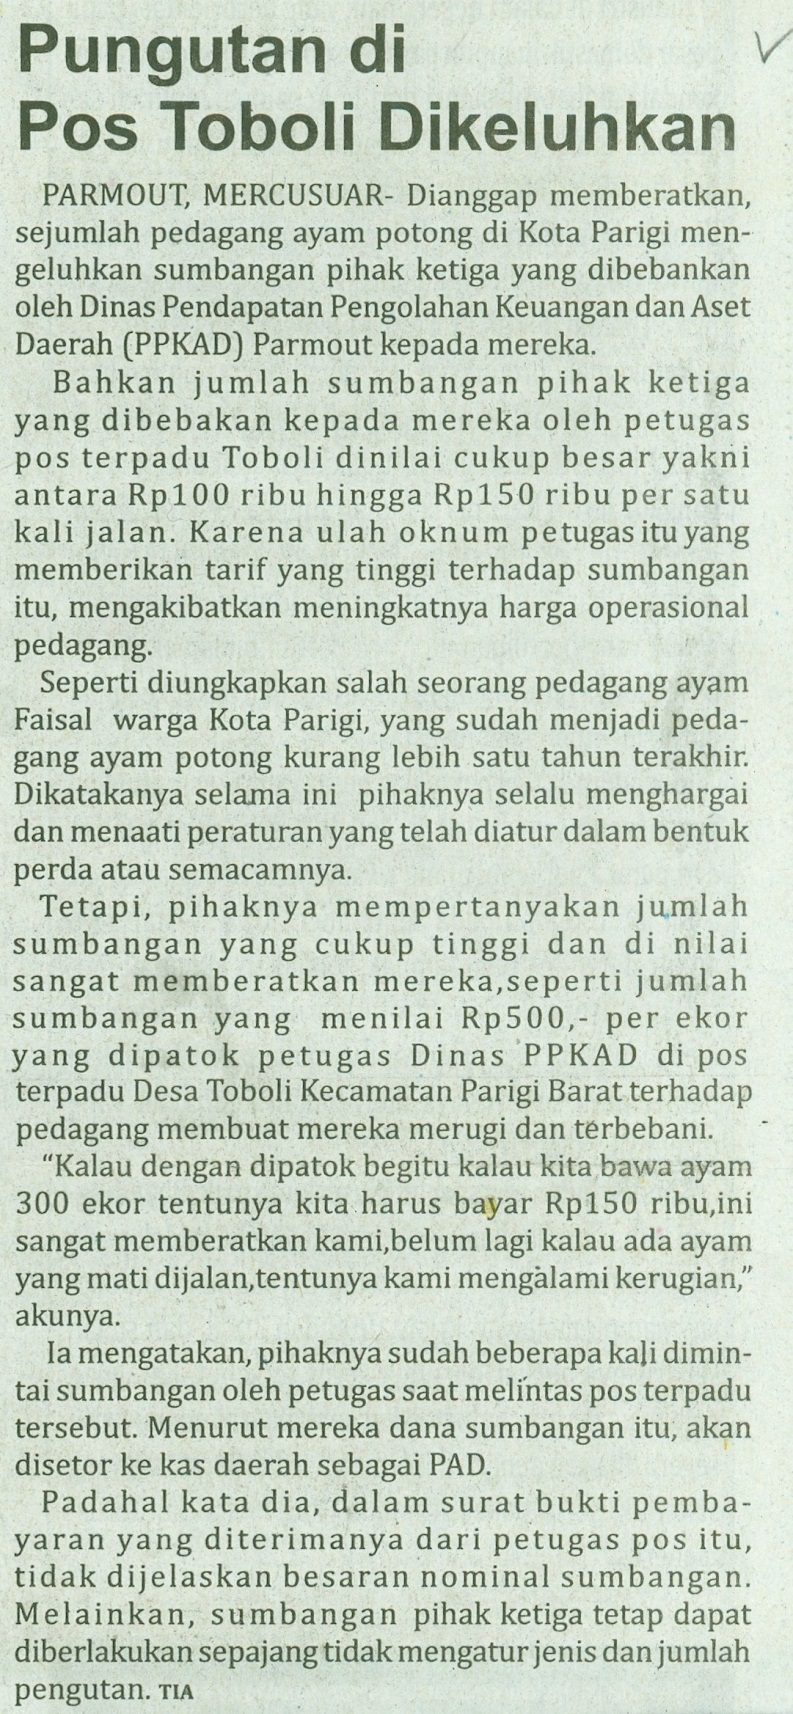 Pungutan di
Pos Toboli Dikeluhkan
PARMOUT, MERCUSUAR- Dianggap memberatkan,
sejumlah pedagang ayam potong di Kota Parigi men-
geluhkan sumbangan pihak ketiga yang dibebankan
oleh Dinas Pendapatan Pengolahan Keuangan dan Aset
Daerah (PPKAD) Parmout kepada mereka.
Bahkan jumlah sumbangan pihak ketiga
yang dibebakan kepada mereka oleh petugas
pos terpadu Toboli dinilai cukup besar yakni
antara Rp100 ribu hingga Rp150 ribu per satu
kali jalan. Karena ulah oknum petugas itu yang
memberikan tarif yang tinggi terhadap sumbangan
itu, mengakibatkan meningkatnya harga operasional
pedagang.
Seperti diungkapkan salah seorang pedagang ayam
Faisal warga Kota Parigi, yang sudah menjadi peda-
gang ayam potong kurang lebih satu tahun terakhir.
Dikatakanya selama ini pihaknya selalu menghargai
dan menaati peraturan yang telah diatur dalam bentuk
perda atau semacamnya.
Tetapi, pihaknya mempertanyakan jumlah
sumbangan yang cukup tinggi dan di nilai
sangat memberatkan mereka,seperti jumlah
sumbangan yang menilai Rp500,- per ekor
yang dipatok petugas Dinas PPKAD di pos
terpadu Desa Toboli Kecamatan Parigi Barat terhadap
pedagang membuat mereka merugi dan terbebani.
“Kalau dengan dipatok begitu kalau kita bawa ayam
300 ekor tentunya kita harus bayar Rp150 ribu,ini
sangat memberatkan kami,belum lagi kalau ada ayam
yang mati dijalan,tentunya kami mengalami kerugian,”
akunya.
Ia mengatakan, pihaknya sudah beberapa kali dimin-
tai sumbangan oleh petugas saat melintas pos terpadu
tersebut. Menurut mereka dana sumbangan itu, akan
disetor ke kas daerah sebagai PAD.
Padahal kata dia, dalam surat bukti pemba-
yaran yang diterimanya dari petugas pos itu,
tidak dijelaskan besaran nominal sumbangan.
Melainkan, sumbangan pihak ketiga tetap dapat
diberlakukan sepajang tidak mengatur jenis dan jumlah
pengutan. TIA